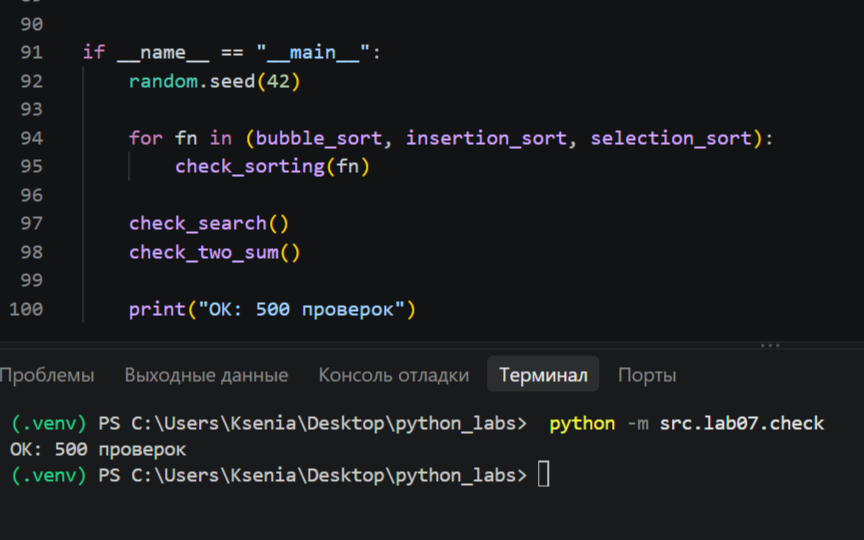 90
91 if __name__ == "__main__":
92 random.seed(42)
93
94 for fn in (bubble_sort, insertion_sort, selection_sort):
95 check_sorting(fn)
96
97 check_search()
98 check_two_sum()
99
100 print("OK: 500 проверок")
Проблемы Выходные данные Консоль отладки Терминал Порты
(.venv) PS C:\Users\Ksenia\Desktop\python_labs> python -m src.lab07.check
OK: 500 проверок
(.venv) PS C:\Users\Ksenia\Desktop\python_labs>